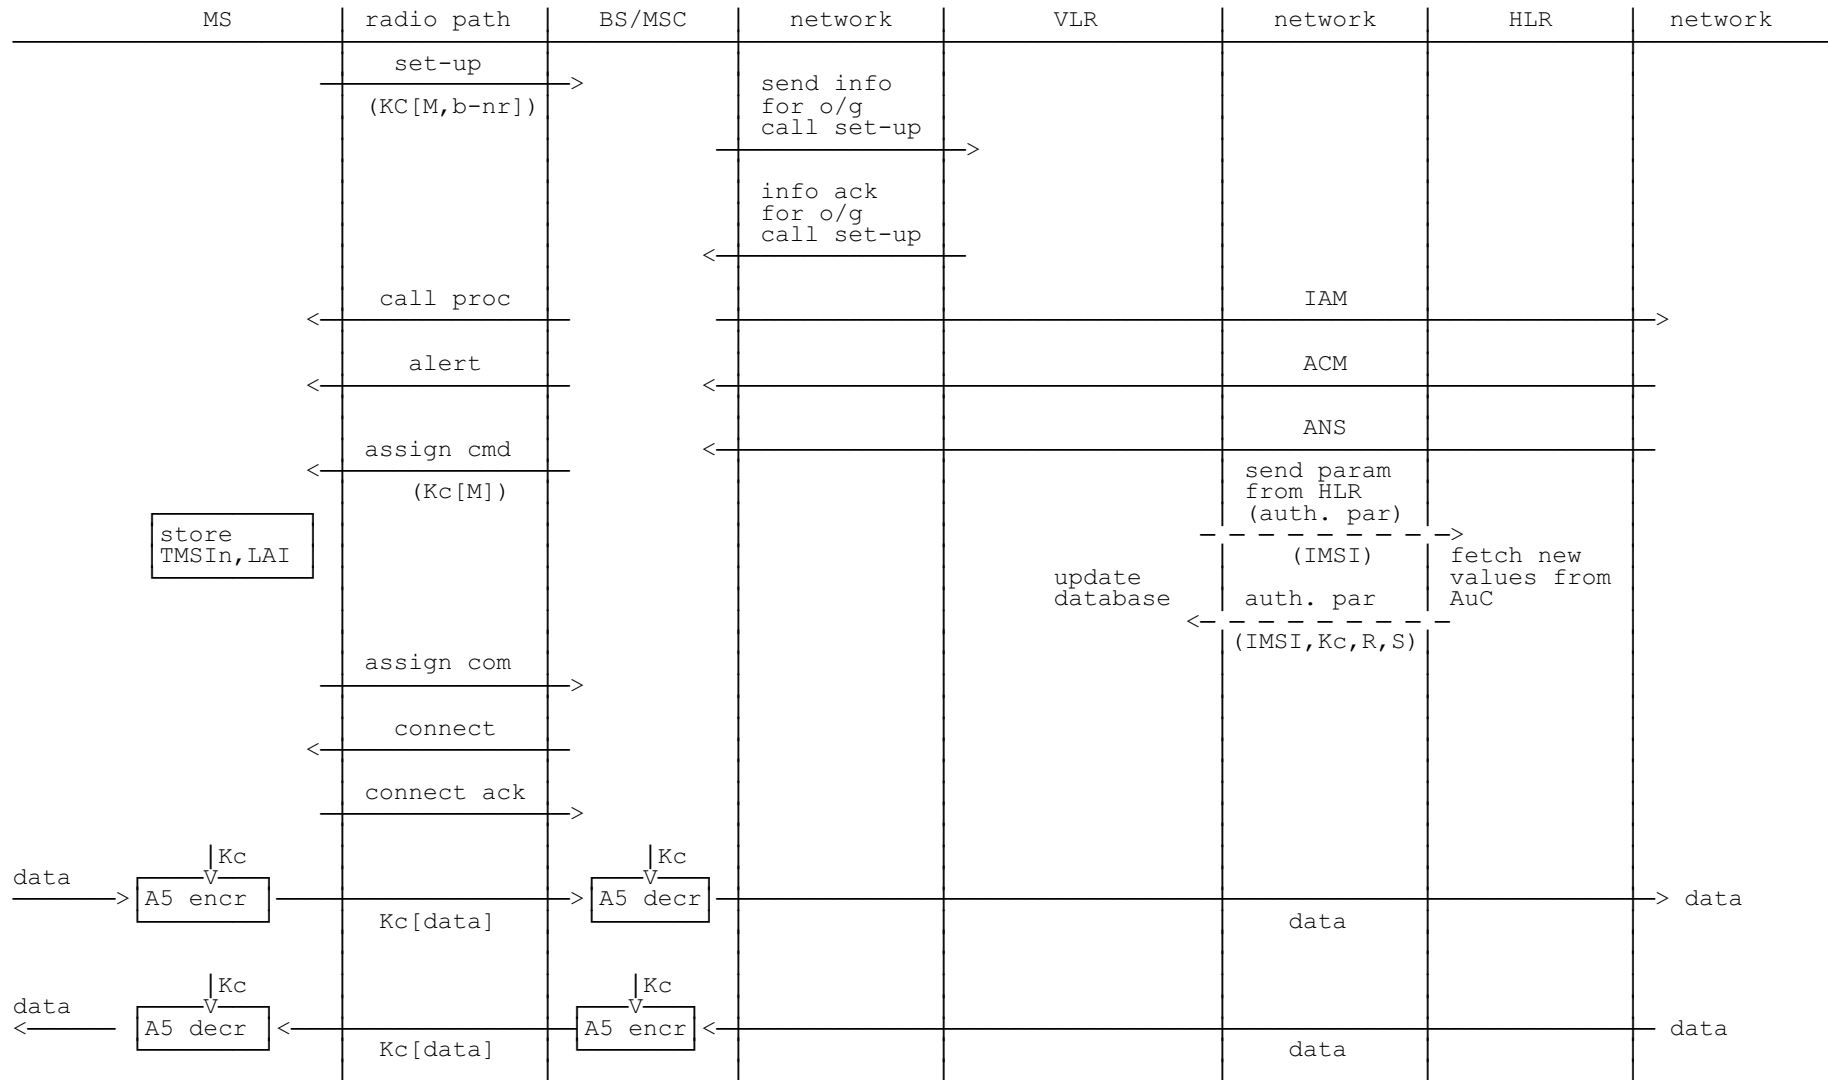 MS radio path BS/MSC network VLR network HLR network
set-up
(KC[M,b-nr])
send info
for o/g
call set-up
info ack
for o/g
call set-up
call proc IAM
alert ACM
ANS
assign cmd
(Kc[M])
send param
from HLR
(auth. par)
store
TMSIn,LAI
(IMSI)
fetch new
values from
AuC
update
database
auth. par
(IMSI,Kc,R,S)
assign com
connect
connect ack
Kc Kc
data A5 encr A5 decr data
Kc[data] data
Kc Kc
data A5 decr A5 encr data
Kc[data] data